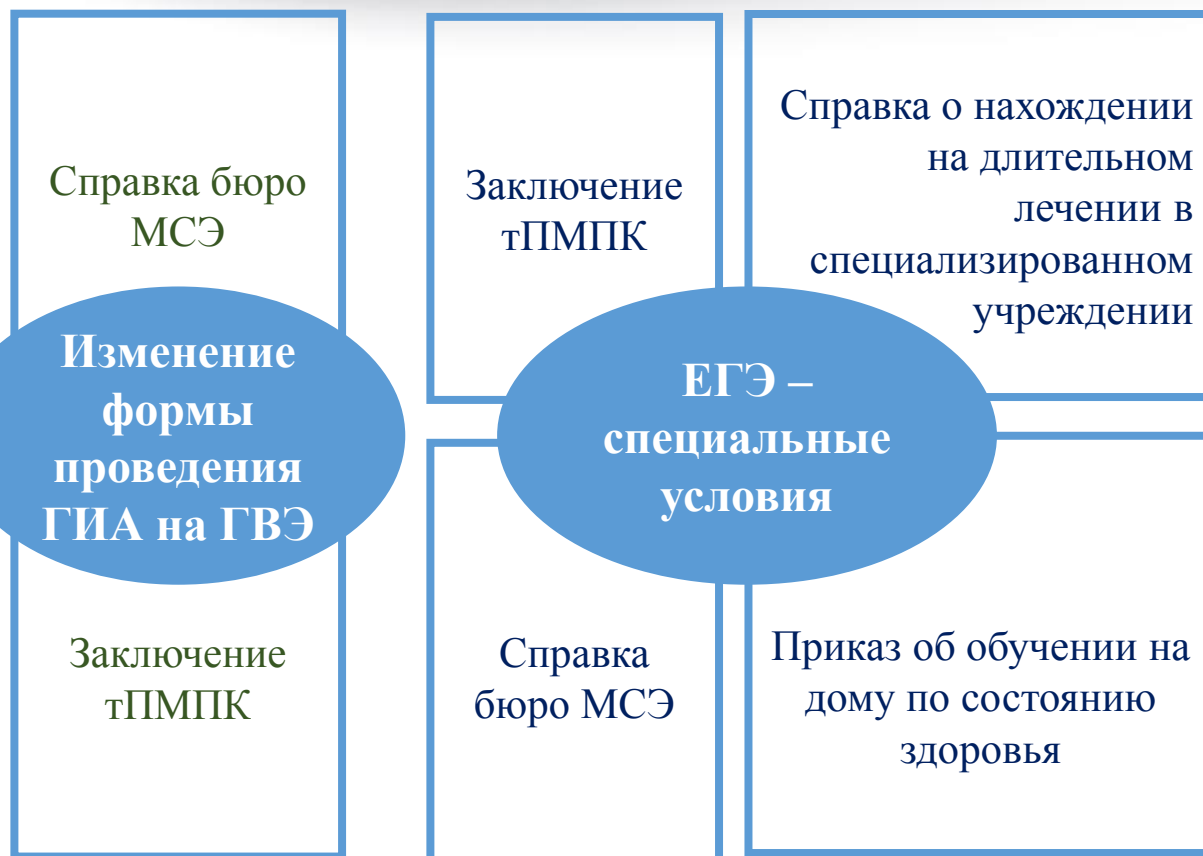 Справка бюро
МСЭ
Изменение
формы
проведения
ГИА на ГВЭ
Заключение
тПМПК
Заключение
тПМПК
Справка о нахождении
на длительном
лечении в
специализированном
учреждении
ЕГЭ –
специальные
условия
Справка
бюро МСЭ
Приказ об обучении на
дому по состоянию
здоровья